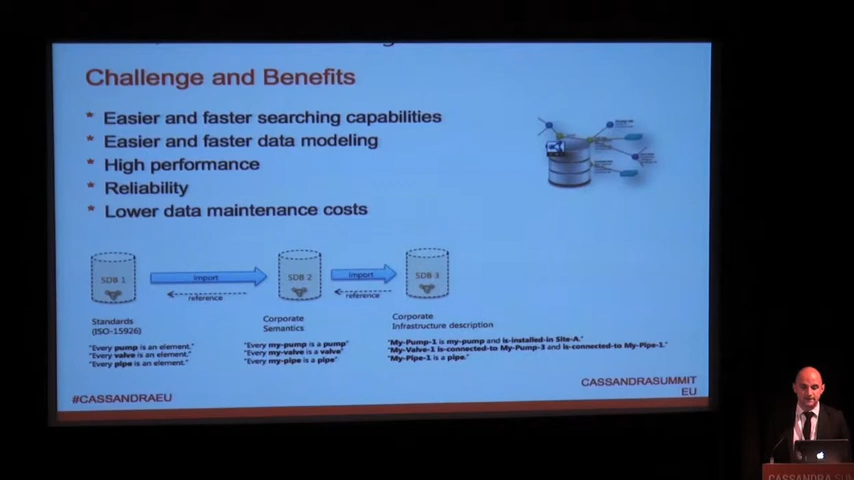 Challenge and Benefits
* Easier and faster searching capabilities
* Easier and faster data modeling
* High performance
* Reliability
* Lower data maintenance costs
SDB 1
import
reference
SDB 2
import
reference
SDB 3
Standards
(ISO-15926)
"Every pump is an element."
"Every valve is an element."
"Every pipe is an element."
Corporate
Semantics
"Every my-pump is a pump"
"Every my-valve is a valve"
"Every my-pipe is a pipe"
Corporate
Infrastructure description
"My-Pump-1 is my-pump and is-installed-in Site-A."
"My-Valve-1 is-connected-to My-Pump-3 and is-connected-to My-Pipe-1."
"My-Pipe-1 is a pipe."
#CASSANDRAEU
CASSANDRASUMMIT
EU
CASSANDRA SUM